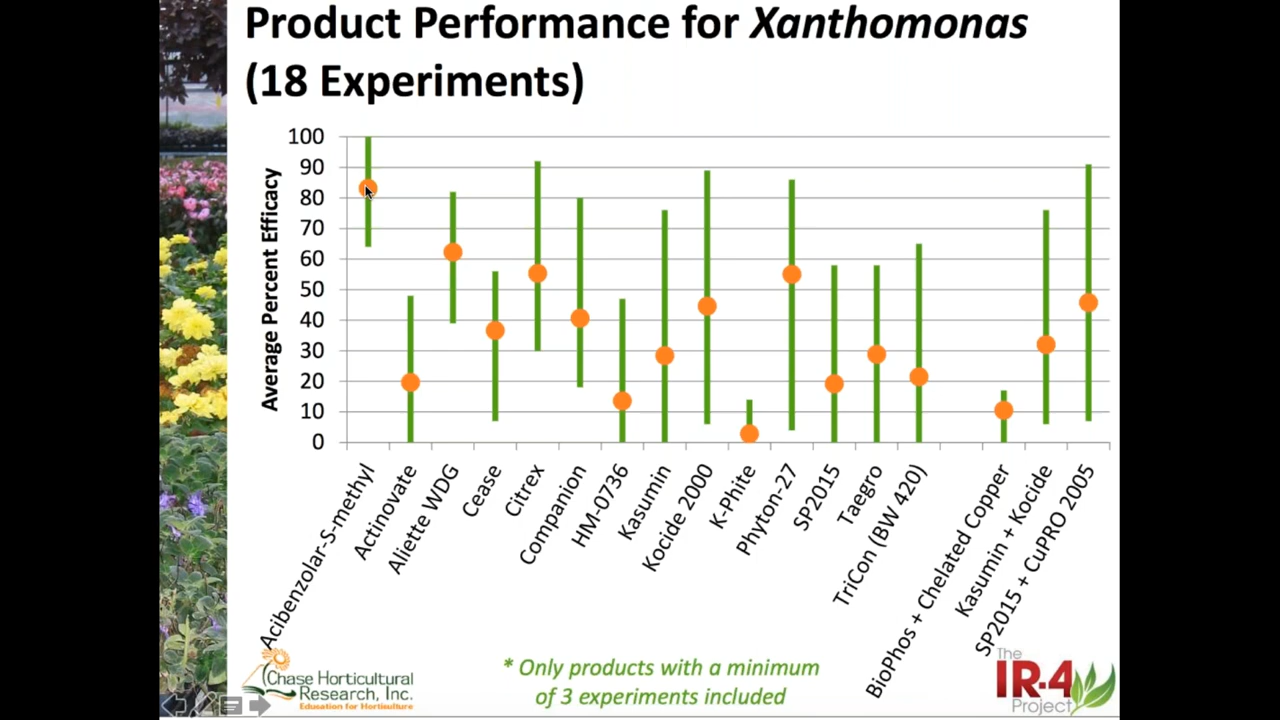 Product Performance for Xanthomonas
(18 Experiments)
Average Percent Efficacy
100
90
80
70
60
50
40
30
20
10
0
Acibenzolar-S-methyl
Actinovate
Aliette WDG
Cease
Citrex
Companion
HM-0736
Kasumin
Kocide 2000
K-Phite
Phyton-27
SP2015
Taegro
TriCon (BW 420)
BioPhos + Chelated Copper
Kasumin + Kocide
SP2015 + CuPRO 2005
* Only products with a minimum
of 3 experiments included
Chase Horticultural
Research, Inc.
Education for Horticulture
The
IR-4
Project